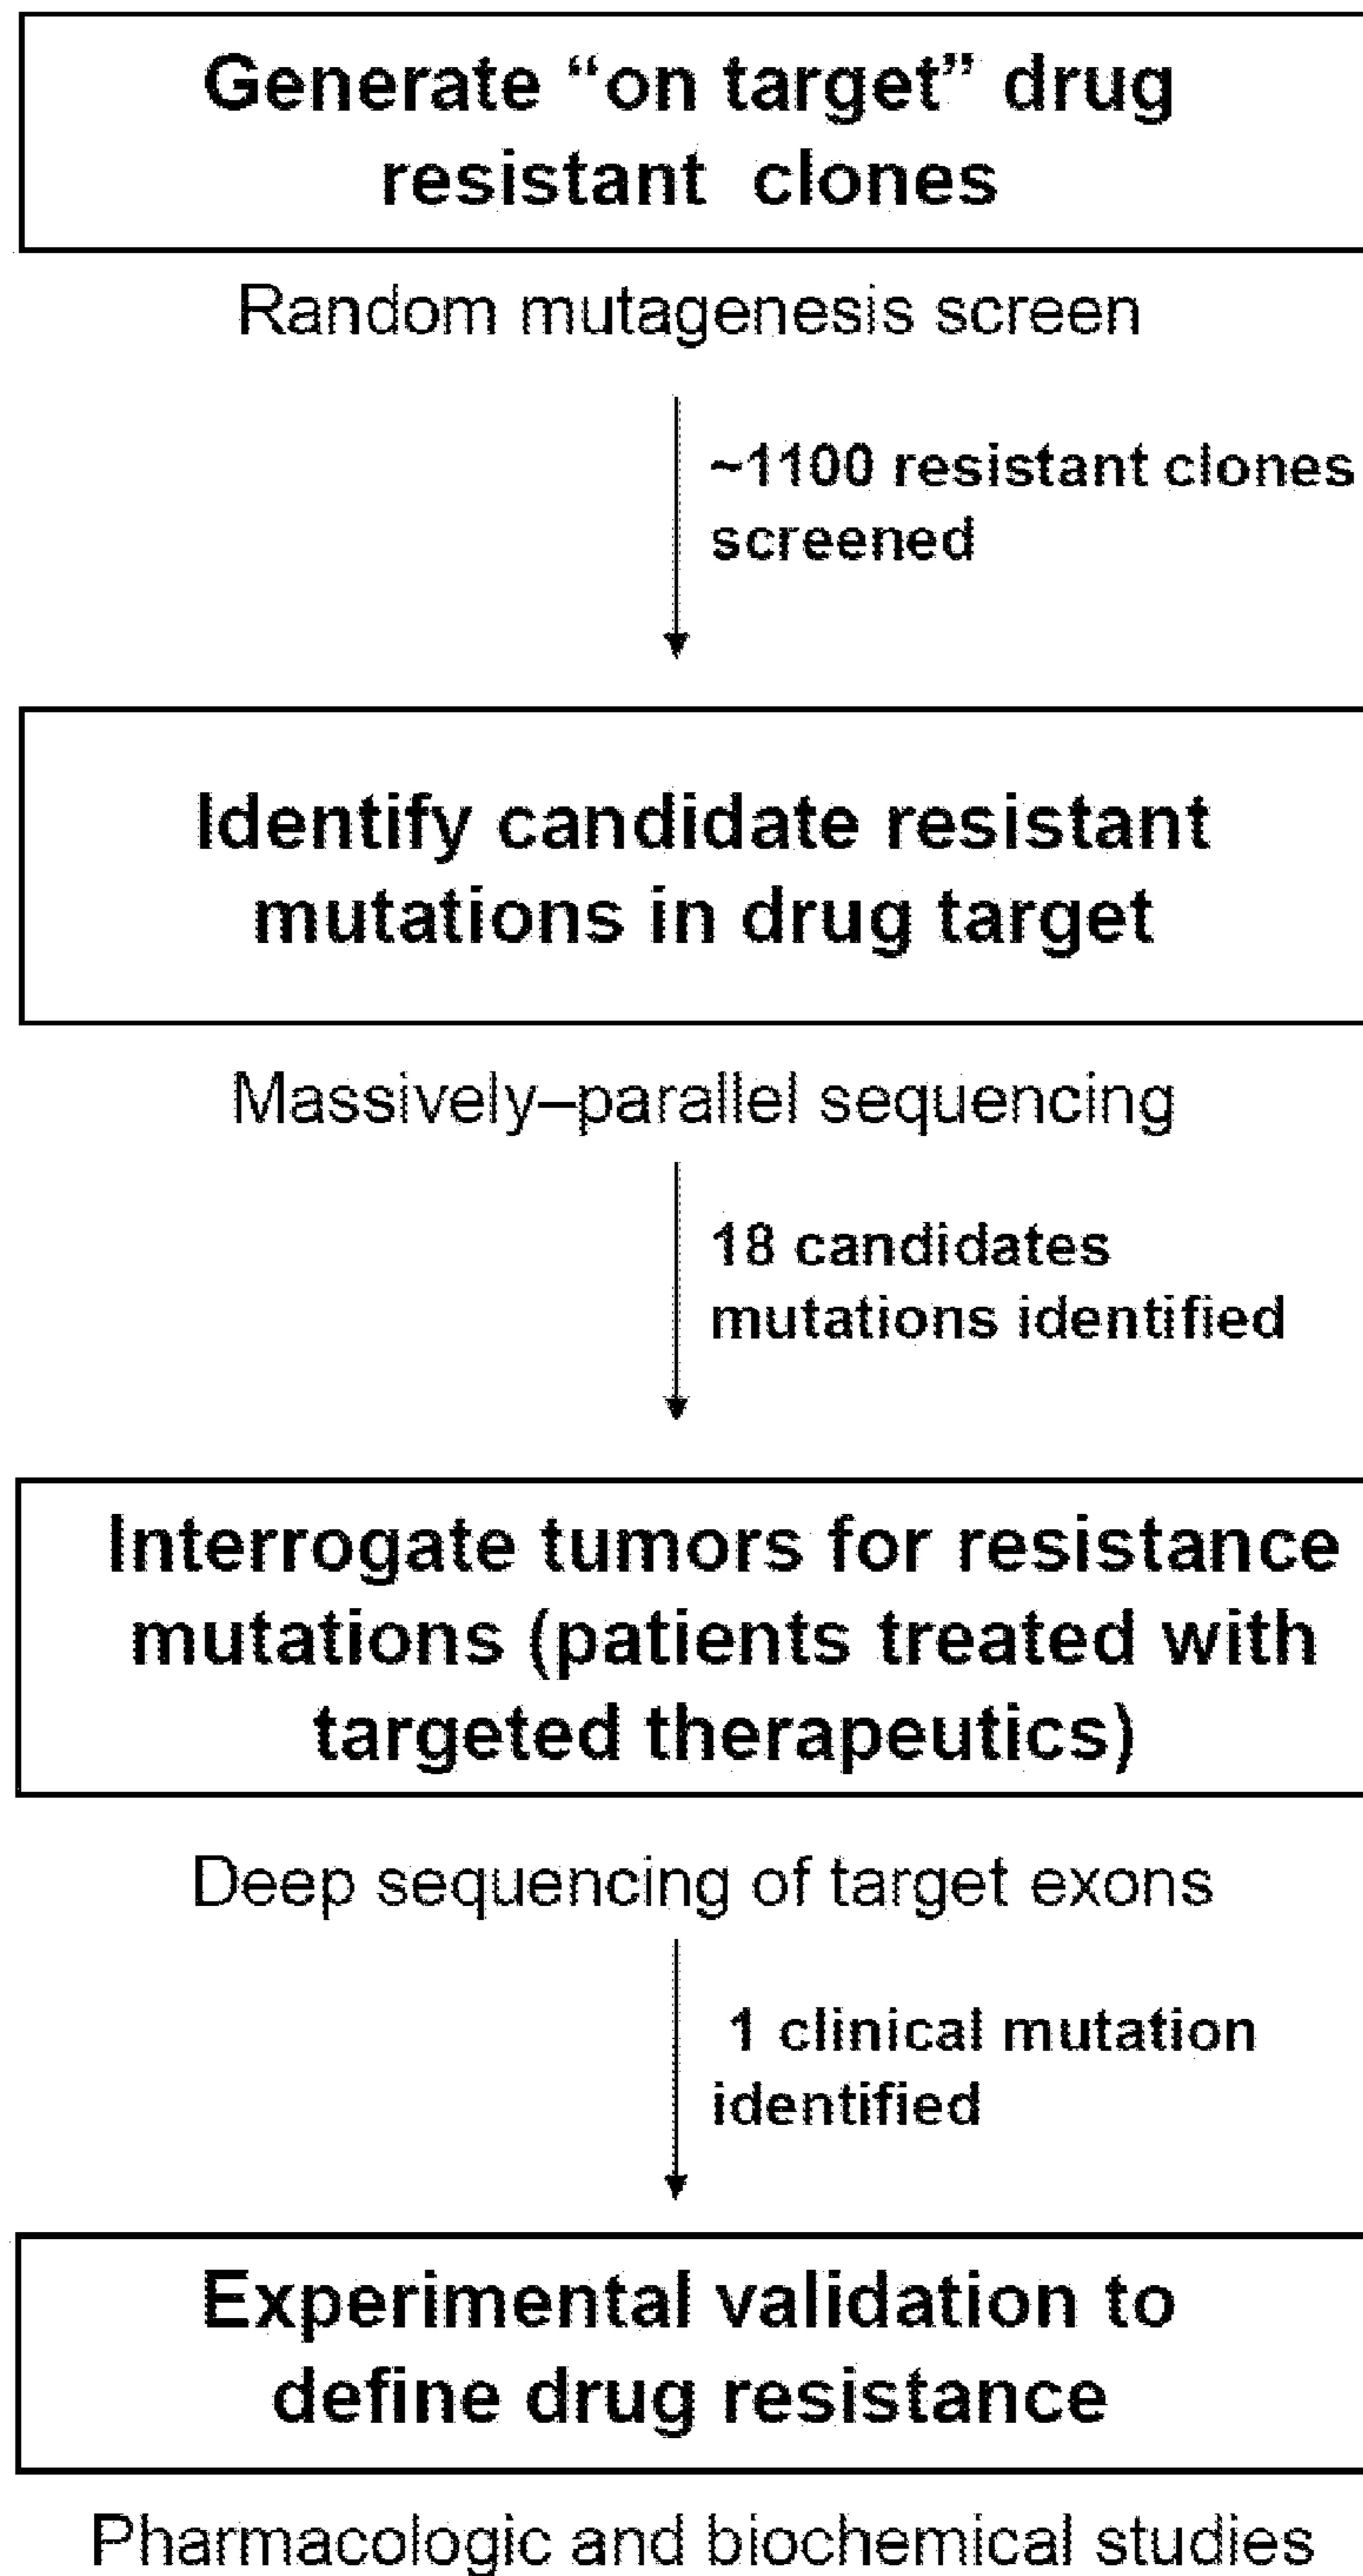 Generate “on target” drug
resistant clones
Random mutagenesis screen
~1100 resistant clones
screened
Identify candidate resistant
mutations in drug target
Massively–parallel sequencing
18 candidates
mutations identified
Interrogate tumors for resistance
mutations (patients treated with
targeted therapeutics)
Deep sequencing of target exons
1 clinical mutation
identified
Experimental validation to
define drug resistance
Pharmacologic and biochemical studies